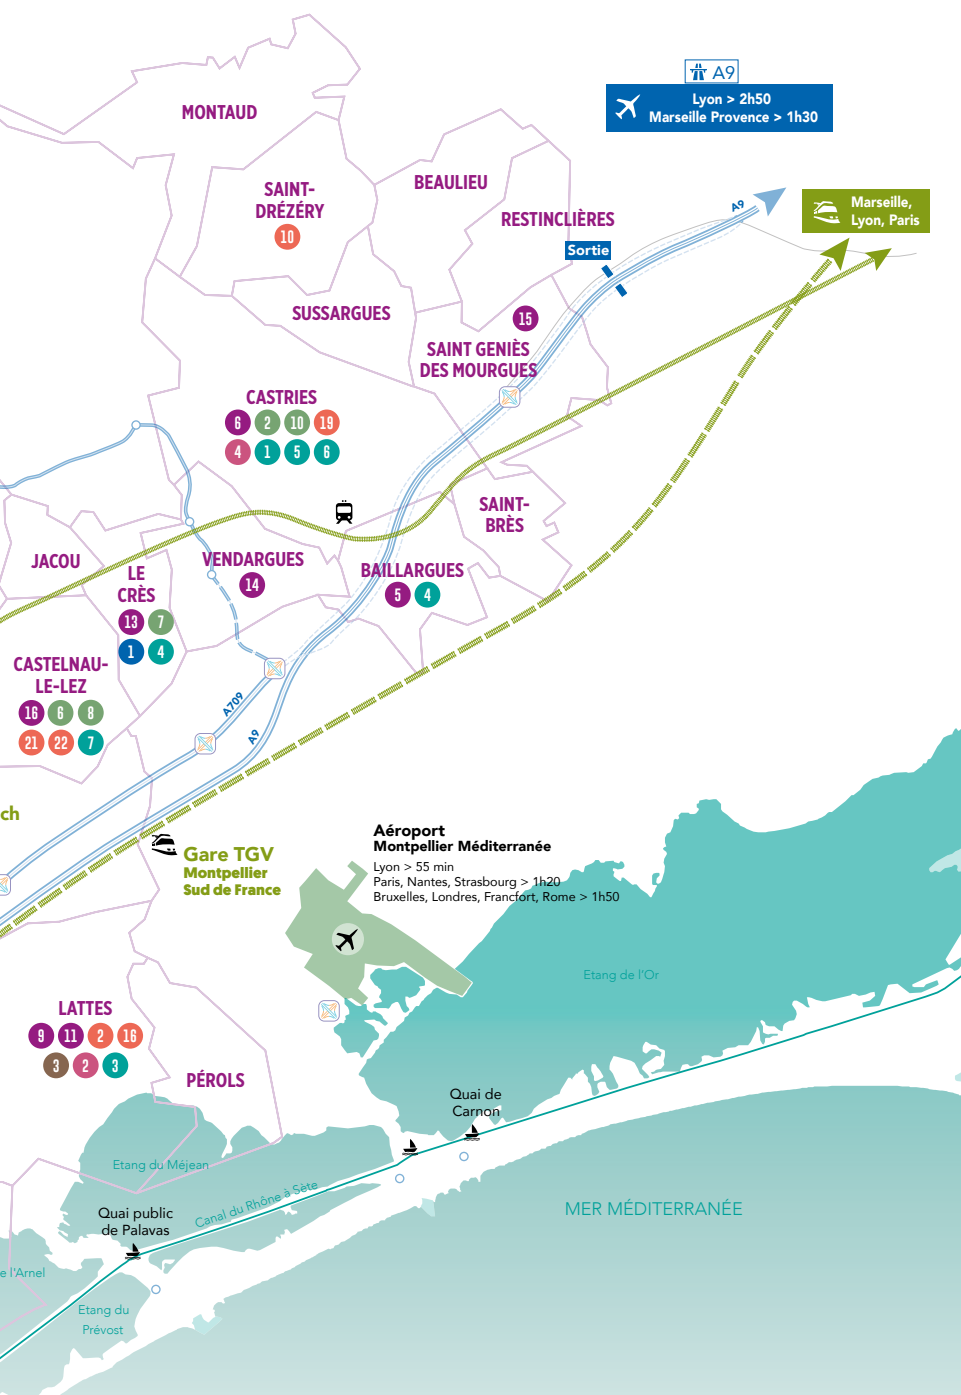 A9
Lyon > 2h50
Marseille Provence > 1h30
MONTAUD
SAINT-
DRÉZÉRY
10
BEAULIEU
RESTINCLIÈRES
A9
Marseille,
Lyon, Paris
Sortie
SUSSARGUES
15
SAINT GENIÈS
DES MOURGUES
CASTRIES
6 2 10 19
4 1 5 6
SAINT-
BRÈS
JACOU
VENDARGUES
14
BAILLARGUES
5 4
LE
CRÈS
13 7
1 4
CASTELNAU-
LE-LEZ
16 6 8
21 22 7
A709
A9
ch
Gare TGV
Montpellier
Sud de France
Aéroport
Montpellier Méditerranée
Lyon > 55 min
Paris, Nantes, Strasbourg > 1h20
Bruxelles, Londres, Francfort, Rome > 1h50
Etang de l'Or
LATTES
9 11 2 16
3 2 3
PÉROLS
Quai de
Carnon
Etang du Méjean
Canal du Rhône à Sète
Quai public
de Palavas
MER MÉDITERRANÉE
e l'Arnel
Etang du
Prévost